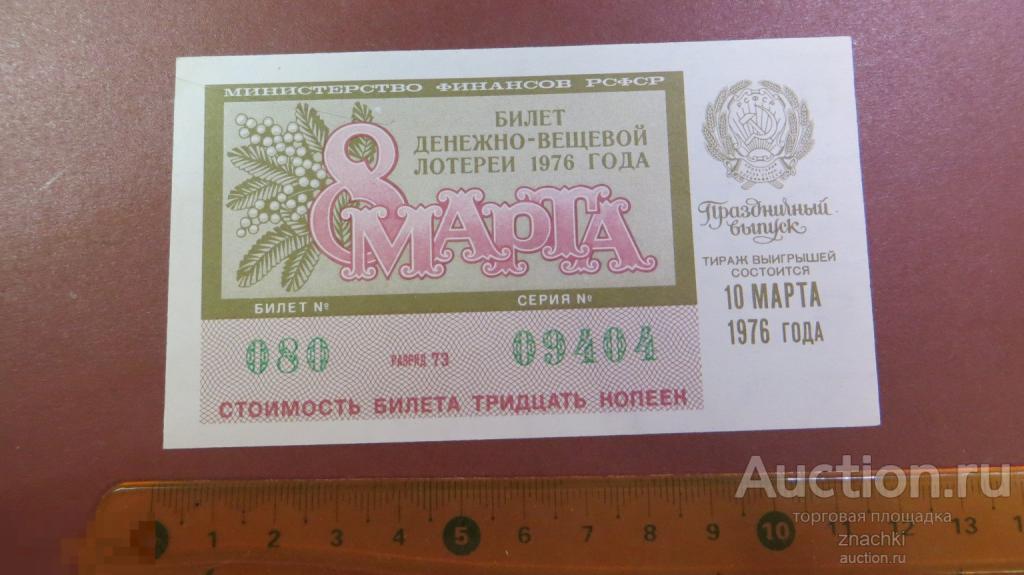 МИНИСТЕРСТВО ФИНАНСОВ РСФСР
БИЛЕТ
ДЕНЕЖНО-ВЕЩЕВОЙ
ЛОТЕРЕИ 1976 ГОДА
8 МАРТА
БИЛЕТ № СЕРИЯ №
080 РАЗРЯД 73 09404
СТОИМОСТЬ БИЛЕТА ТРИДЦАТЬ КОПЕЕК
РСФСР
Праздничный
выпуск
ТИРАЖ ВЫИГРЫШЕЙ
СОСТОИТСЯ
10 МАРТА
1976 ГОДА
1 2 3 4 5 6 7 8 9 10 11 12 13
Auction.ru
торговая площадка
znachki
auction.ru